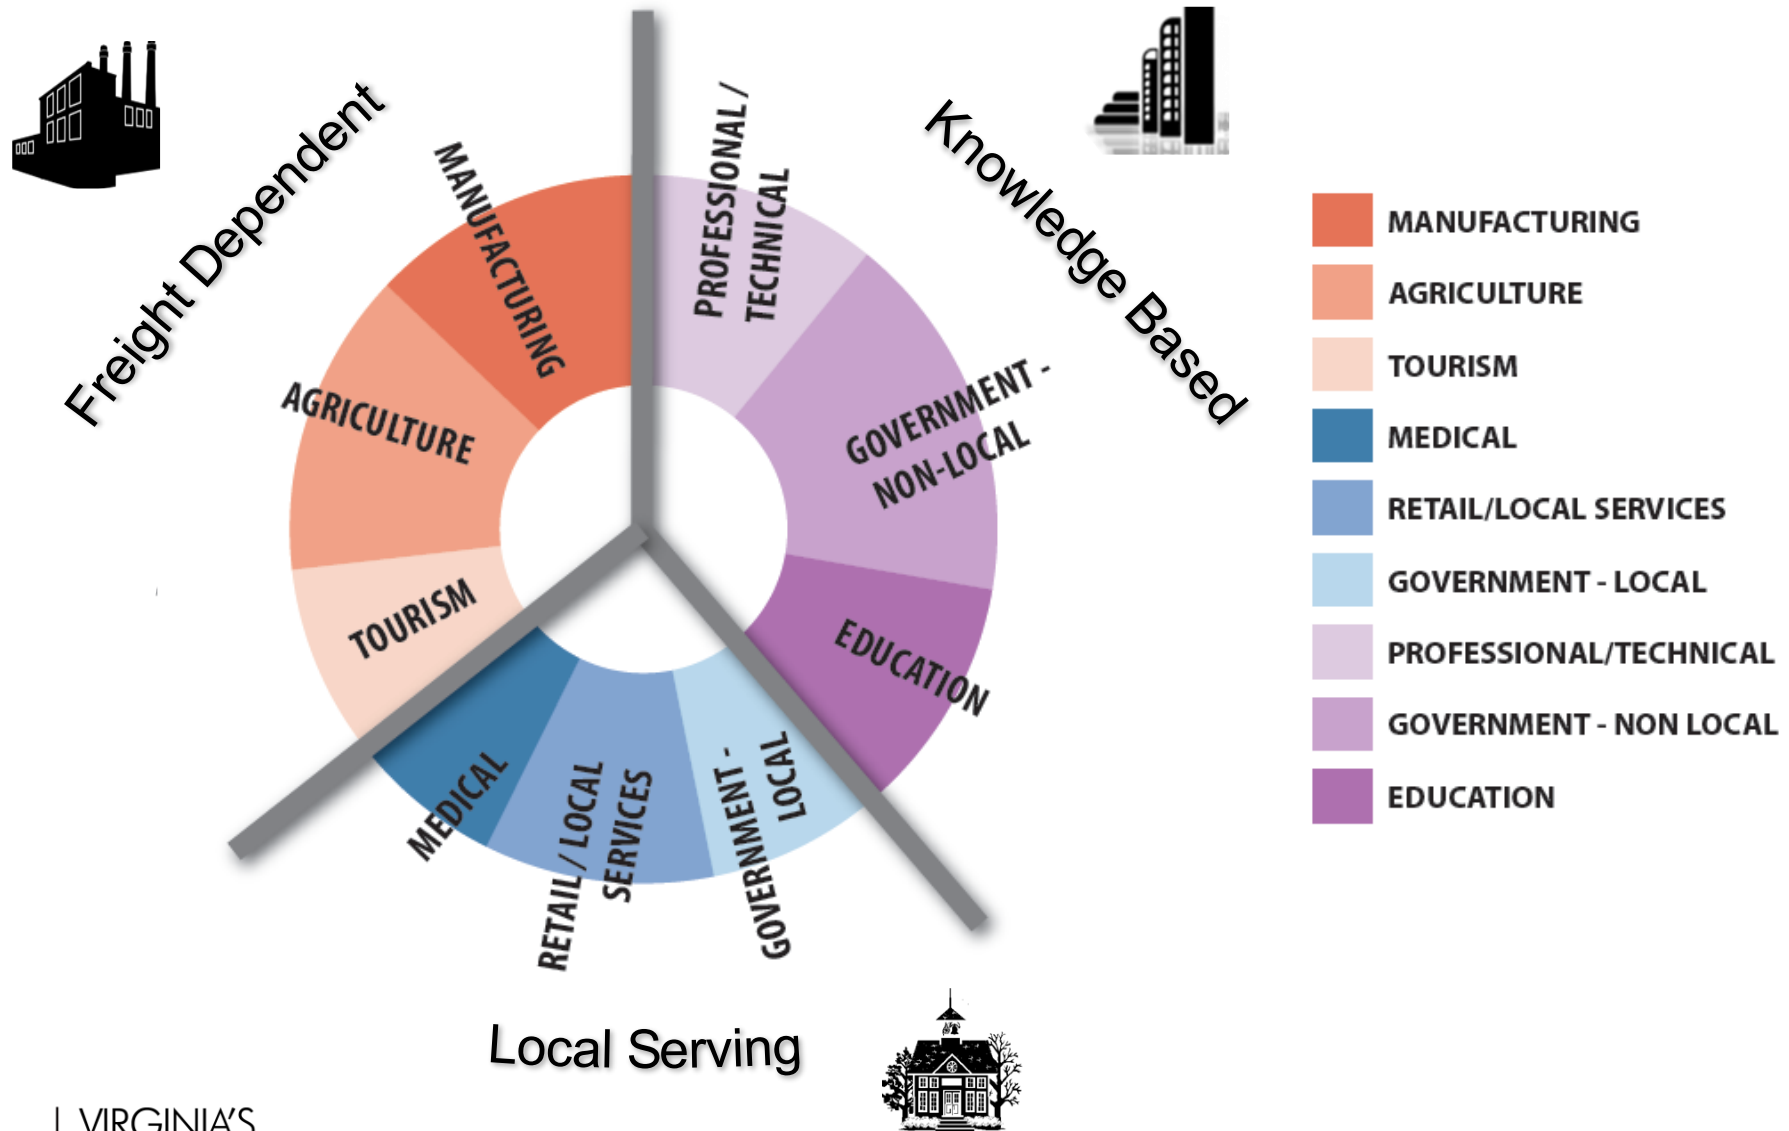 Freight Dependent
Knowledge Based
Local Serving
MANUFACTURING
AGRICULTURE
TOURISM
PROFESSIONAL /
TECHNICAL
GOVERNMENT -
NON-LOCAL
EDUCATION
MEDICAL
RETAIL / LOCAL
SERVICES
GOVERNMENT -
LOCAL
MANUFACTURING
AGRICULTURE
TOURISM
MEDICAL
RETAIL/LOCAL SERVICES
GOVERNMENT - LOCAL
PROFESSIONAL/TECHNICAL
GOVERNMENT - NON LOCAL
EDUCATION
VIRGINIA'S